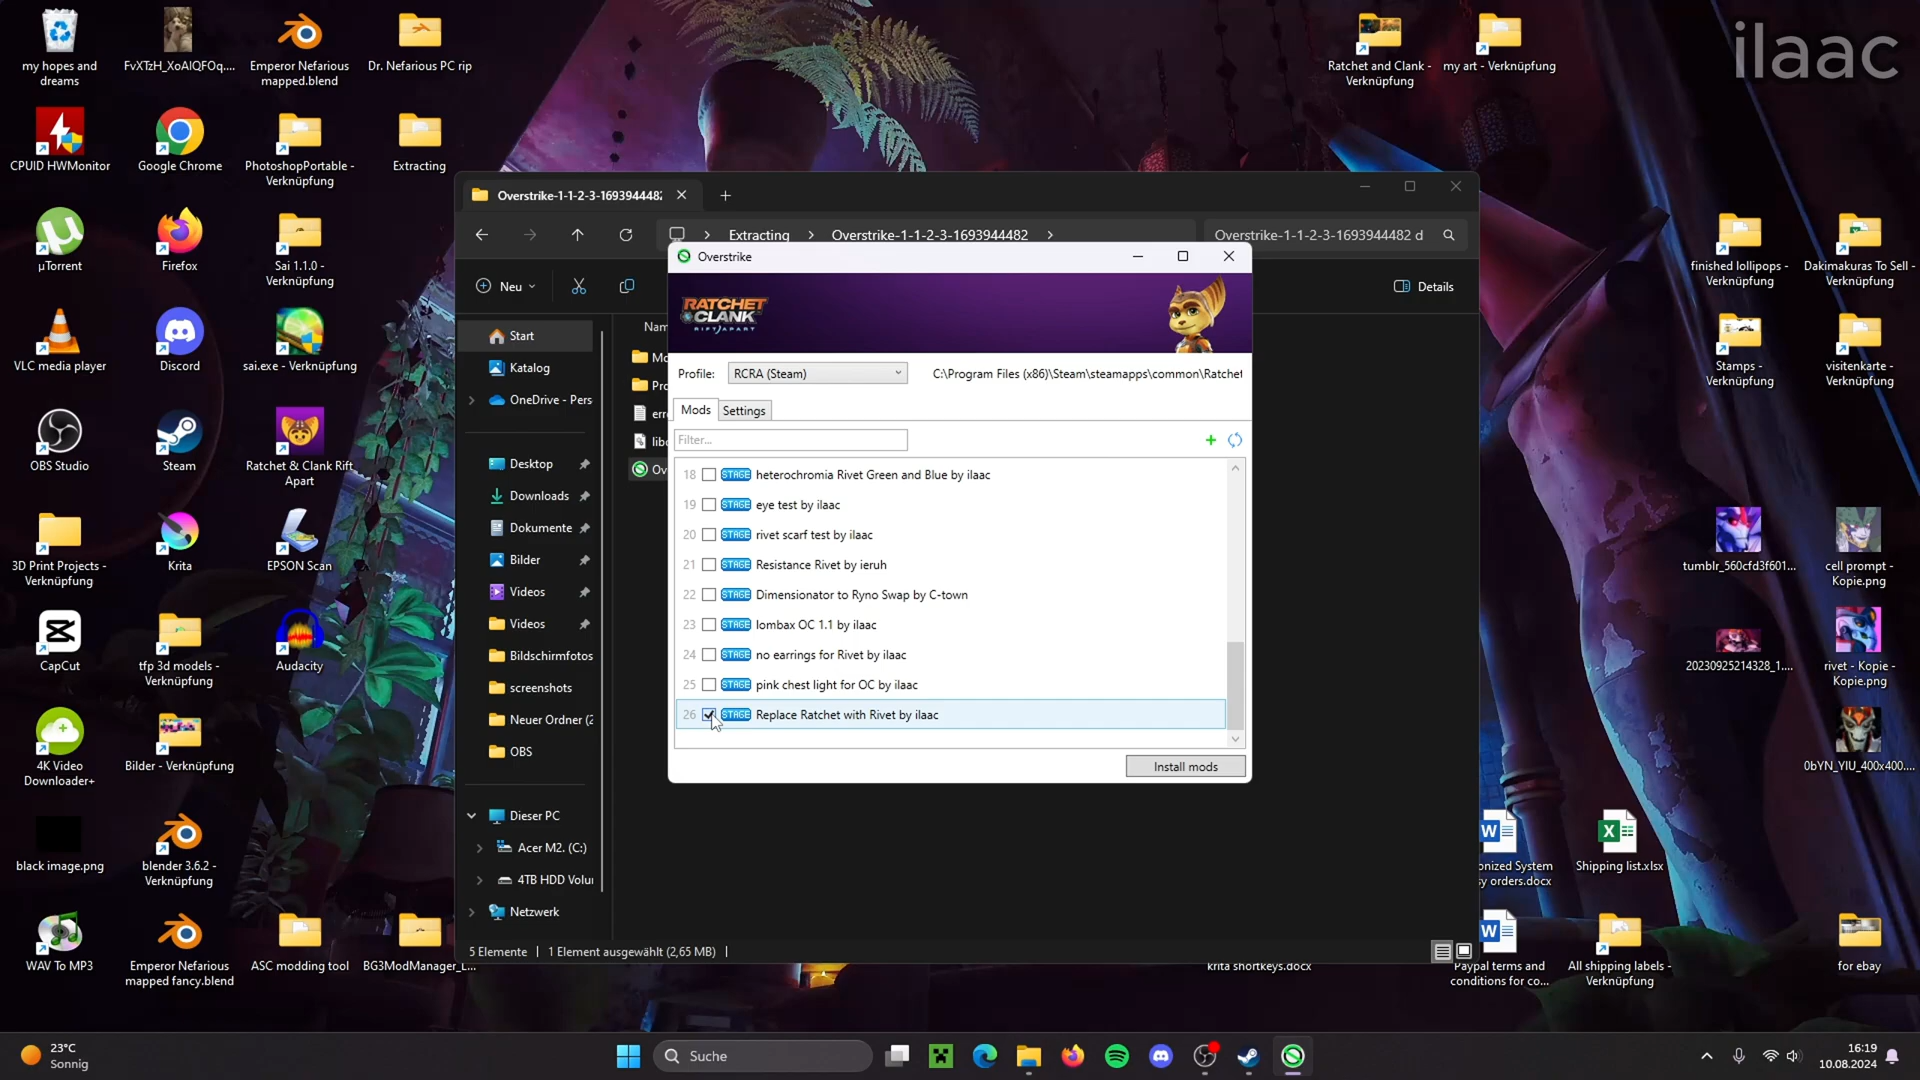 ilaac
my hopes and
dreams
FvXTzH_XoAIQFOq....
Emperor Nefarious
mapped.blend
Dr. Nefarious PC rip
Ratchet and Clank -
Verknüpfung
my art - Verknüpfung
CPUID HWMonitor
Google Chrome
PhotoshopPortable -
Verknüpfung
Extracting
µTorrent
Firefox
Sai 1.1.0 -
Verknüpfung
VLC media player
Discord
sai.exe - Verknüpfung
OBS Studio
Steam
Ratchet & Clank Rift
Apart
3D Print Projects -
Verknüpfung
Krita
EPSON Scan
CapCut
tfp 3d models -
Verknüpfung
Audacity
4K Video
Downloader+
Bilder - Verknüpfung
black image.png
blender 3.6.2 -
Verknüpfung
WAV To MP3
Emperor Nefarious
mapped fancy.blend
ASC modding tool
BG3ModManager_L...
Overstrike-1-1-2-3-1693944482
Extracting
Overstrike-1-1-2-3-1693944482
Overstrike-1-1-2-3-1693944482 d
Neu
Details
Start
Katalog
OneDrive - Pers
Desktop
Downloads
Dokumente
Bilder
Videos
Videos
Bildschirmfotos
screenshots
Neuer Ordner (2
OBS
Dieser PC
Acer M2. (C:)
4TB HDD Volu
Netzwerk
Nam
Mo
Pro
erro
libo
Ov
5 Elemente
1 Element ausgewählt (2,65 MB)
Overstrike
RATCHET
CLANK
RIFT APART
Profile:
RCRA (Steam)
C:\Program Files (x86)\Steam\steamapps\common\Ratchet
Mods
Settings
Filter...
18 STAGE heterochromia Rivet Green and Blue by ilaac
19 STAGE eye test by ilaac
20 STAGE rivet scarf test by ilaac
21 STAGE Resistance Rivet by ieruh
22 STAGE Dimensionator to Ryno Swap by C-town
23 STAGE lombax OC 1.1 by ilaac
24 STAGE no earrings for Rivet by ilaac
25 STAGE pink chest light for OC by ilaac
26 STAGE Replace Ratchet with Rivet by ilaac
Install mods
finished lollipops -
Verknüpfung
Dakimakuras To Sell -
Verknüpfung
Stamps -
Verknüpfung
visitenkarte -
Verknüpfung
tumblr_560cfd3f601...
cell prompt -
Kopie.png
20230925214328_1....
rivet - Kopie -
Kopie.png
0bYN_YIU_400x400....
onized System
sy orders.docx
Shipping list.xlsx
krita shortkeys.docx
Paypal terms and
conditions for co...
All shipping labels -
Verknüpfung
for ebay
23°C
Sonnig
Suche
16:19
10.08.2024